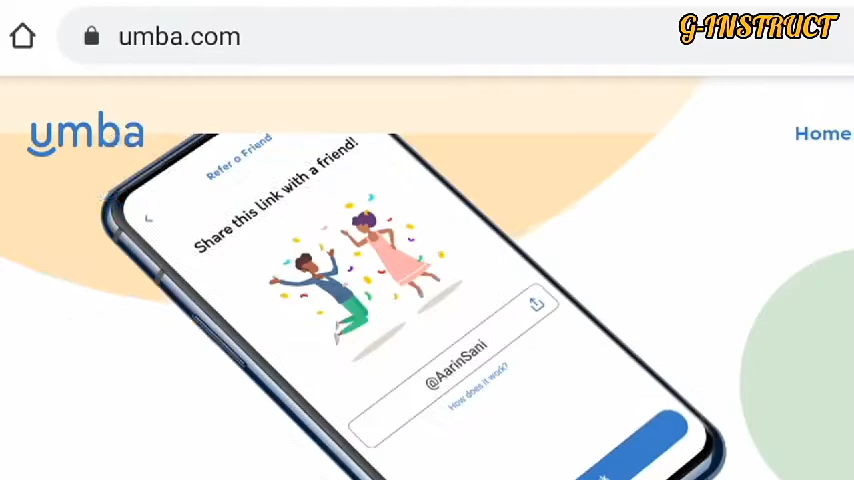 umba.com
G-INSTRUCT
umba
Home
Refer a Friend
Share this link with a friend!
@AarinSani
How does it work?